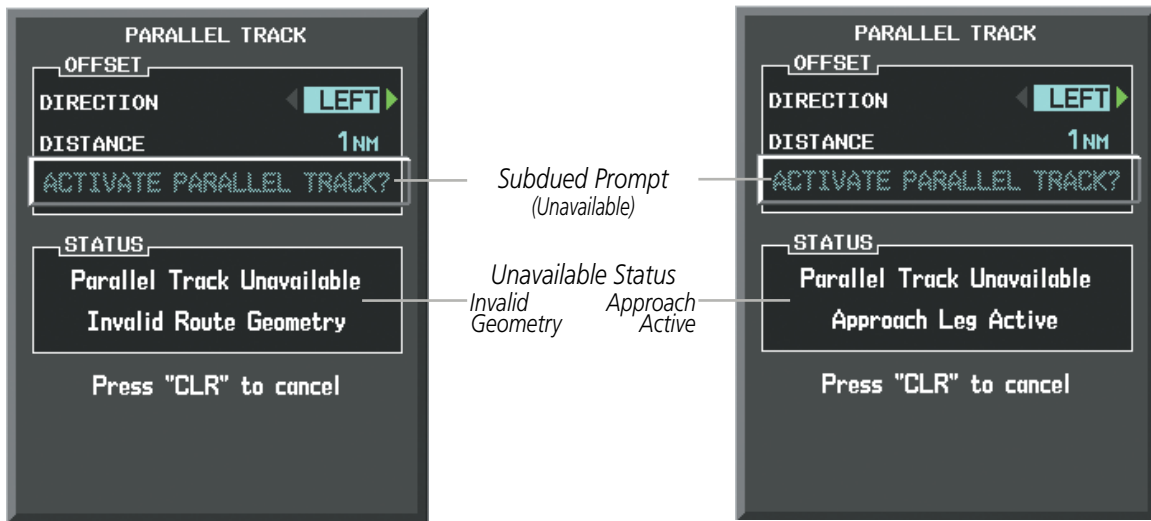 PARALLEL TRACK
OFFSET
DIRECTION LEFT
DISTANCE 1NM
ACTIVATE PARALLEL TRACK?
STATUS
Parallel Track Unavailable
Invalid Route Geometry
Press "CLR" to cancel
Subdued Prompt
(Unavailable)
Unavailable Status
Invalid
Geometry
Approach
Active
PARALLEL TRACK
OFFSET
DIRECTION LEFT
DISTANCE 1NM
ACTIVATE PARALLEL TRACK?
STATUS
Parallel Track Unavailable
Approach Leg Active
Press "CLR" to cancel